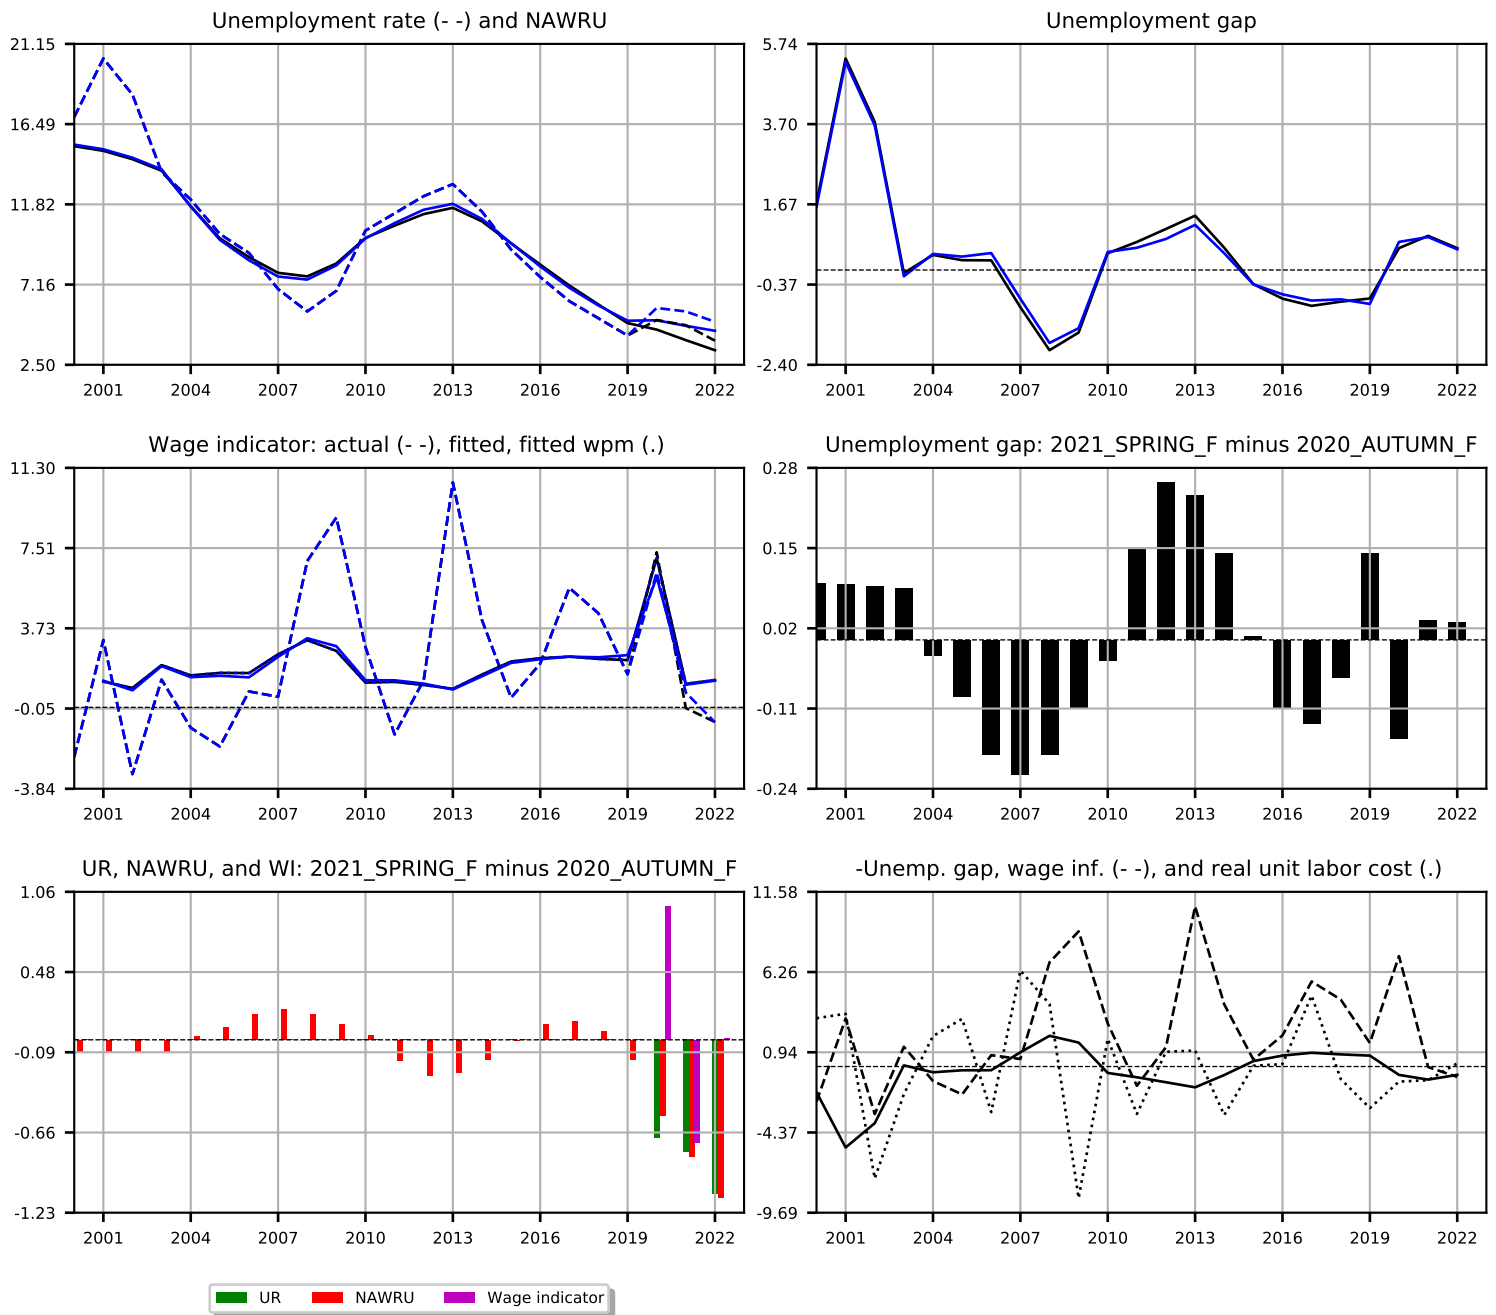 Unemployment rate (- -) and NAWRU
21.15
16.49
11.82
7.16
2.50
2001 2004 2007 2010 2013 2016 2019 2022
Unemployment gap
5.74
3.70
1.67
-0.37
-2.40
2001 2004 2007 2010 2013 2016 2019 2022
Wage indicator: actual (- -), fitted, fitted wpm (.)
11.30
7.51
3.73
-0.05
-3.84
2001 2004 2007 2010 2013 2016 2019 2022
Unemployment gap: 2021_SPRING_F minus 2020_AUTUMN_F
0.28
0.15
0.02
-0.11
-0.24
2001 2004 2007 2010 2013 2016 2019 2022
UR, NAWRU, and WI: 2021_SPRING_F minus 2020_AUTUMN_F
1.06
0.48
-0.09
-0.66
-1.23
2001 2004 2007 2010 2013 2016 2019 2022
-Unemp. gap, wage inf. (- -), and real unit labor cost (.)
11.58
6.26
0.94
-4.37
-9.69
2001 2004 2007 2010 2013 2016 2019 2022
UR NAWRU Wage indicator